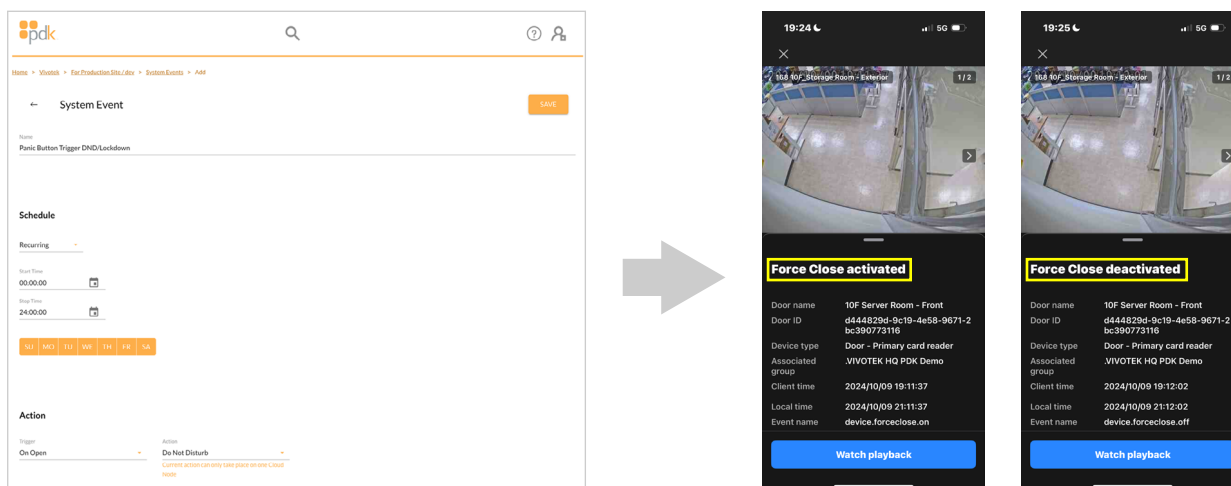 pdk
Home > Vivotek > For Production Site / dev > System Events > Add
System Event
SAVE
Name
Panic Button Trigger DND/Lockdown
Schedule
Recurring
Start Time
00:00:00
Stop Time
24:00:00
SU MO TU WE TH FR SA
Action
Trigger
On Open
Action
Do Not Disturb
Current action can only take place on one Cloud
Node
19:24
5G
168 10F_Storage Room - Exterior
1 / 2
Force Close activated
Door name 10F Server Room - Front
Door ID d444829d-9c19-4e58-9671-2
bc390773116
Device type Door - Primary card reader
Associated .VIVOTEK HQ PDK Demo
group
Client time 2024/10/09 19:11:37
Local time 2024/10/09 21:11:37
Event name device.forceclose.on
Watch playback
19:25
5G
168 10F_Storage Room - Exterior
1 / 2
Force Close deactivated
Door name 10F Server Room - Front
Door ID d444829d-9c19-4e58-9671-2
bc390773116
Device type Door - Primary card reader
Associated .VIVOTEK HQ PDK Demo
group
Client time 2024/10/09 19:12:02
Local time 2024/10/09 21:12:02
Event name device.forceclose.off
Watch playback